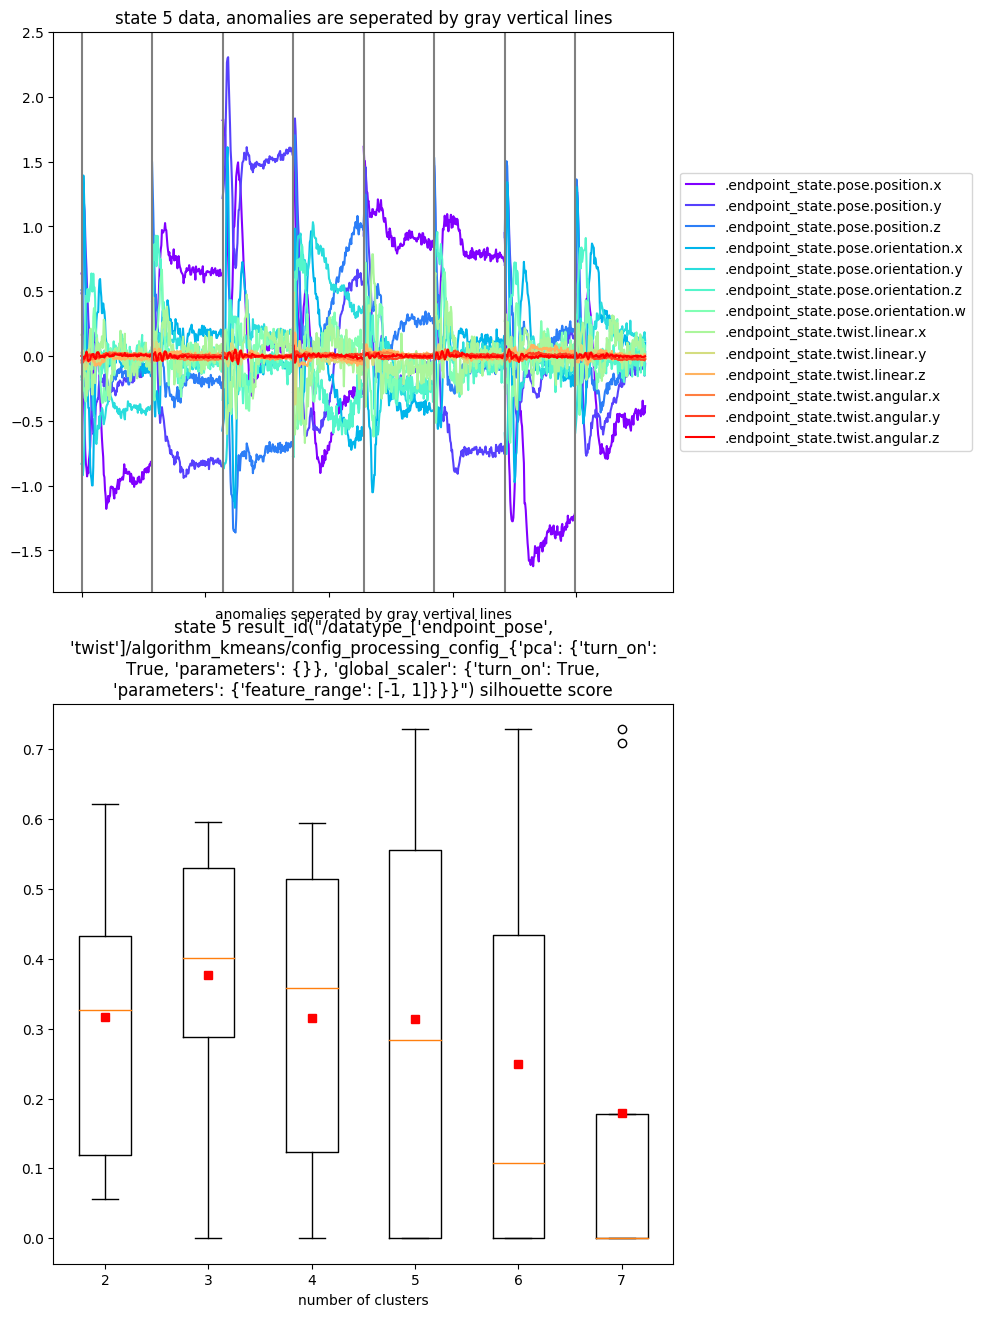 state 5 data, anomalies are seperated by gray vertical lines
2.5
2.0
1.5
1.0
0.5
0.0
−0.5
−1.0
−1.5
.endpoint_state.pose.position.x
.endpoint_state.pose.position.y
.endpoint_state.pose.position.z
.endpoint_state.pose.orientation.x
.endpoint_state.pose.orientation.y
.endpoint_state.pose.orientation.z
.endpoint_state.pose.orientation.w
.endpoint_state.twist.linear.x
.endpoint_state.twist.linear.y
.endpoint_state.twist.linear.z
.endpoint_state.twist.angular.x
.endpoint_state.twist.angular.y
.endpoint_state.twist.angular.z
anomalies seperated by gray vertival lines
state 5 result_id("/datatype_['endpoint_pose',
'twist']/algorithm_kmeans/config_processing_config_{'pca': {'turn_on':
True, 'parameters': {}}, 'global_scaler': {'turn_on': True,
'parameters': {'feature_range': [-1, 1]}}}") silhouette score
0.7
0.6
0.5
0.4
0.3
0.2
0.1
0.0
2 3 4 5 6 7
number of clusters